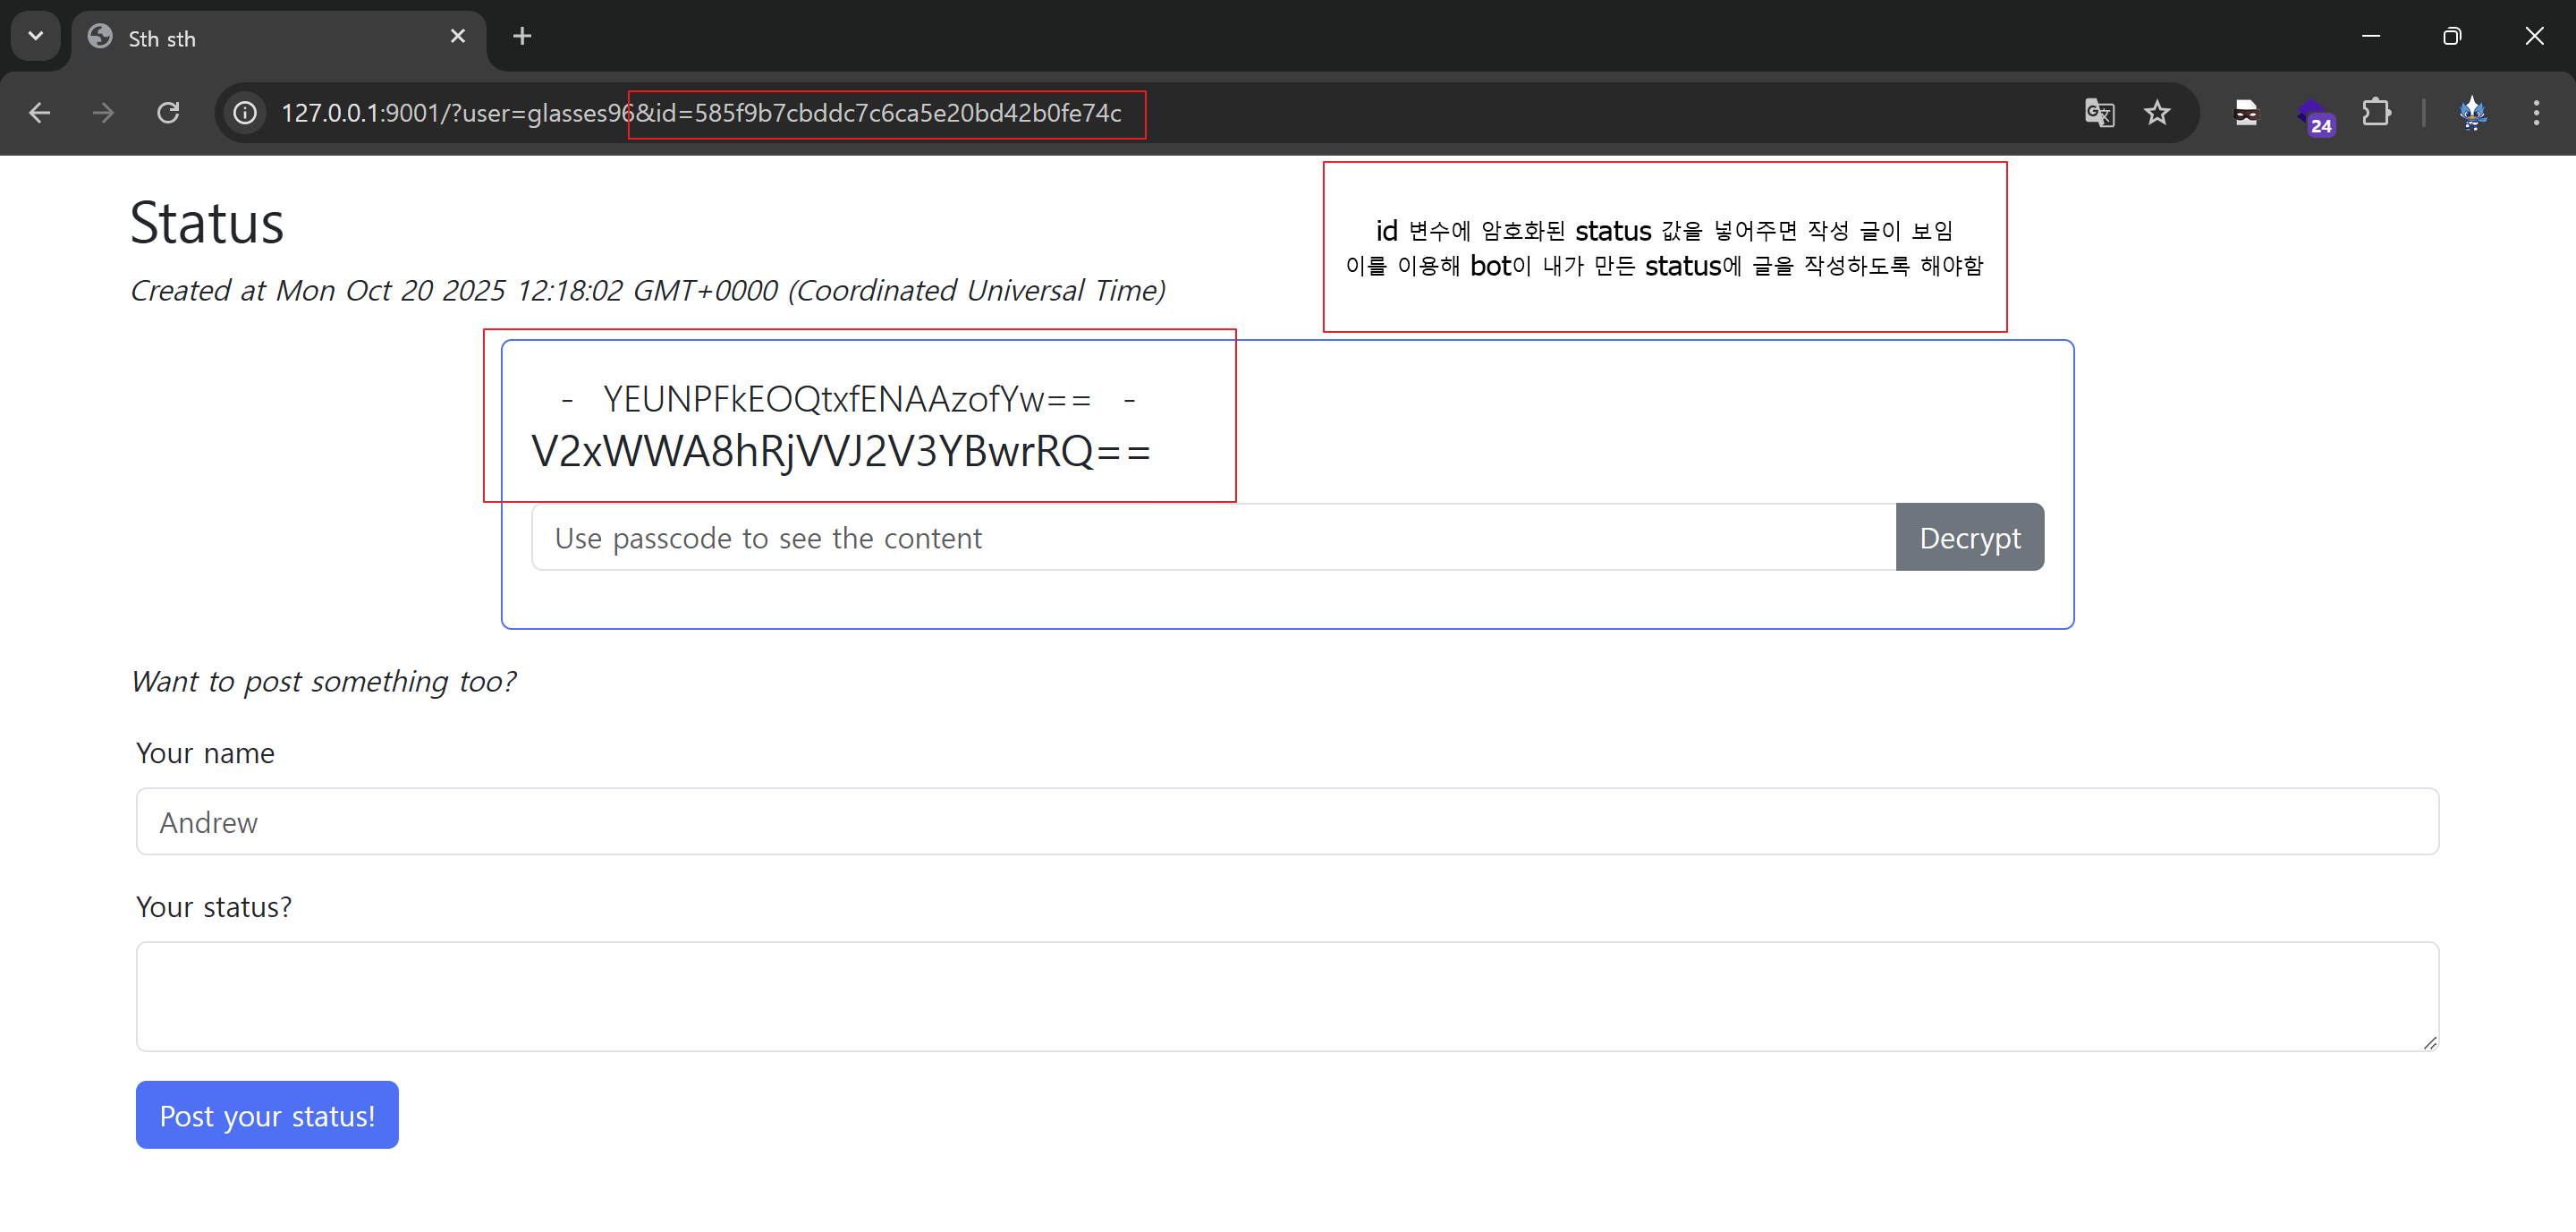 Sth sth
127.0.0.1:9001/?user=glasses96&id=585f9b7cbddc7c6ca5e20bd42b0fe74c
24
Status
id 변수에 암호화된 status 값을 넣어주면 작성 글이 보임
이를 이용해 bot이 내가 만든 status에 글을 작성하도록 해야함
Created at Mon Oct 20 2025 12:18:02 GMT+0000 (Coordinated Universal Time)
- YEUNPFkEOQtxfENAAzofYw== -
V2xWWA8hRjVVJ2V3YBwrRQ==
Use passcode to see the content
Decrypt
Want to post something too?
Your name
Andrew
Your status?
Post your status!